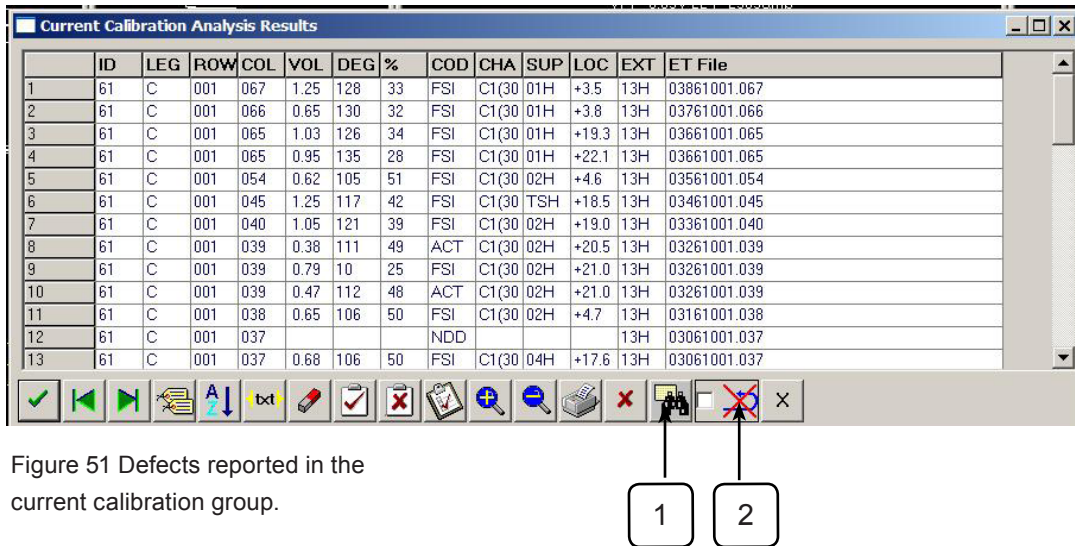 Current Calibration Analysis Results
ID LEG ROW COL VOL DEG % COD CHA SUP LOC EXT ET File
1 61 C 001 067 1.25 128 33 FSI C1(30 01H +3.5 13H 03861001.067
2 61 C 001 066 0.65 130 32 FSI C1(30 01H +3.8 13H 03761001.066
3 61 C 001 065 1.03 126 34 FSI C1(30 01H +19.3 13H 03661001.065
4 61 C 001 065 0.95 135 28 FSI C1(30 01H +22.1 13H 03661001.065
5 61 C 001 054 0.62 105 51 FSI C1(30 02H +4.6 13H 03561001.054
6 61 C 001 045 1.25 117 42 FSI C1(30 TSH +18.5 13H 03461001.045
7 61 C 001 040 1.05 121 39 FSI C1(30 02H +19.0 13H 03361001.040
8 61 C 001 039 0.38 111 49 ACT C1(30 02H +20.5 13H 03261001.039
9 61 C 001 039 0.79 10 25 FSI C1(30 02H +21.0 13H 03261001.039
10 61 C 001 039 0.47 112 48 ACT C1(30 02H +21.0 13H 03261001.039
11 61 C 001 038 0.65 106 50 FSI C1(30 02H +4.7 13H 03161001.038
12 61 C 001 037 NDD 13H 03061001.037
13 61 C 001 037 0.68 106 50 FSI C1(30 04H +17.6 13H 03061001.037
A Z txt X
Figure 51 Defects reported in the
current calibration group.
1 2